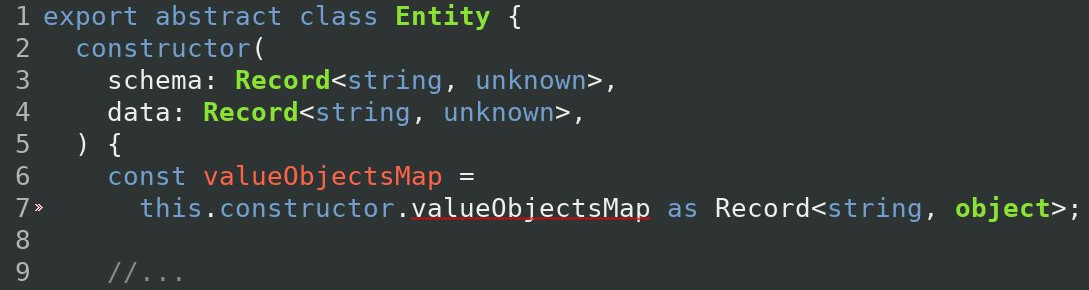 1 export abstract class Entity {
2   constructor(
3     schema: Record<string, unknown>,
4     data: Record<string, unknown>,
5   ) {
6     const valueObjectsMap =
7»      this.constructor.valueObjectsMap as Record<string, object>;
8
9     //...